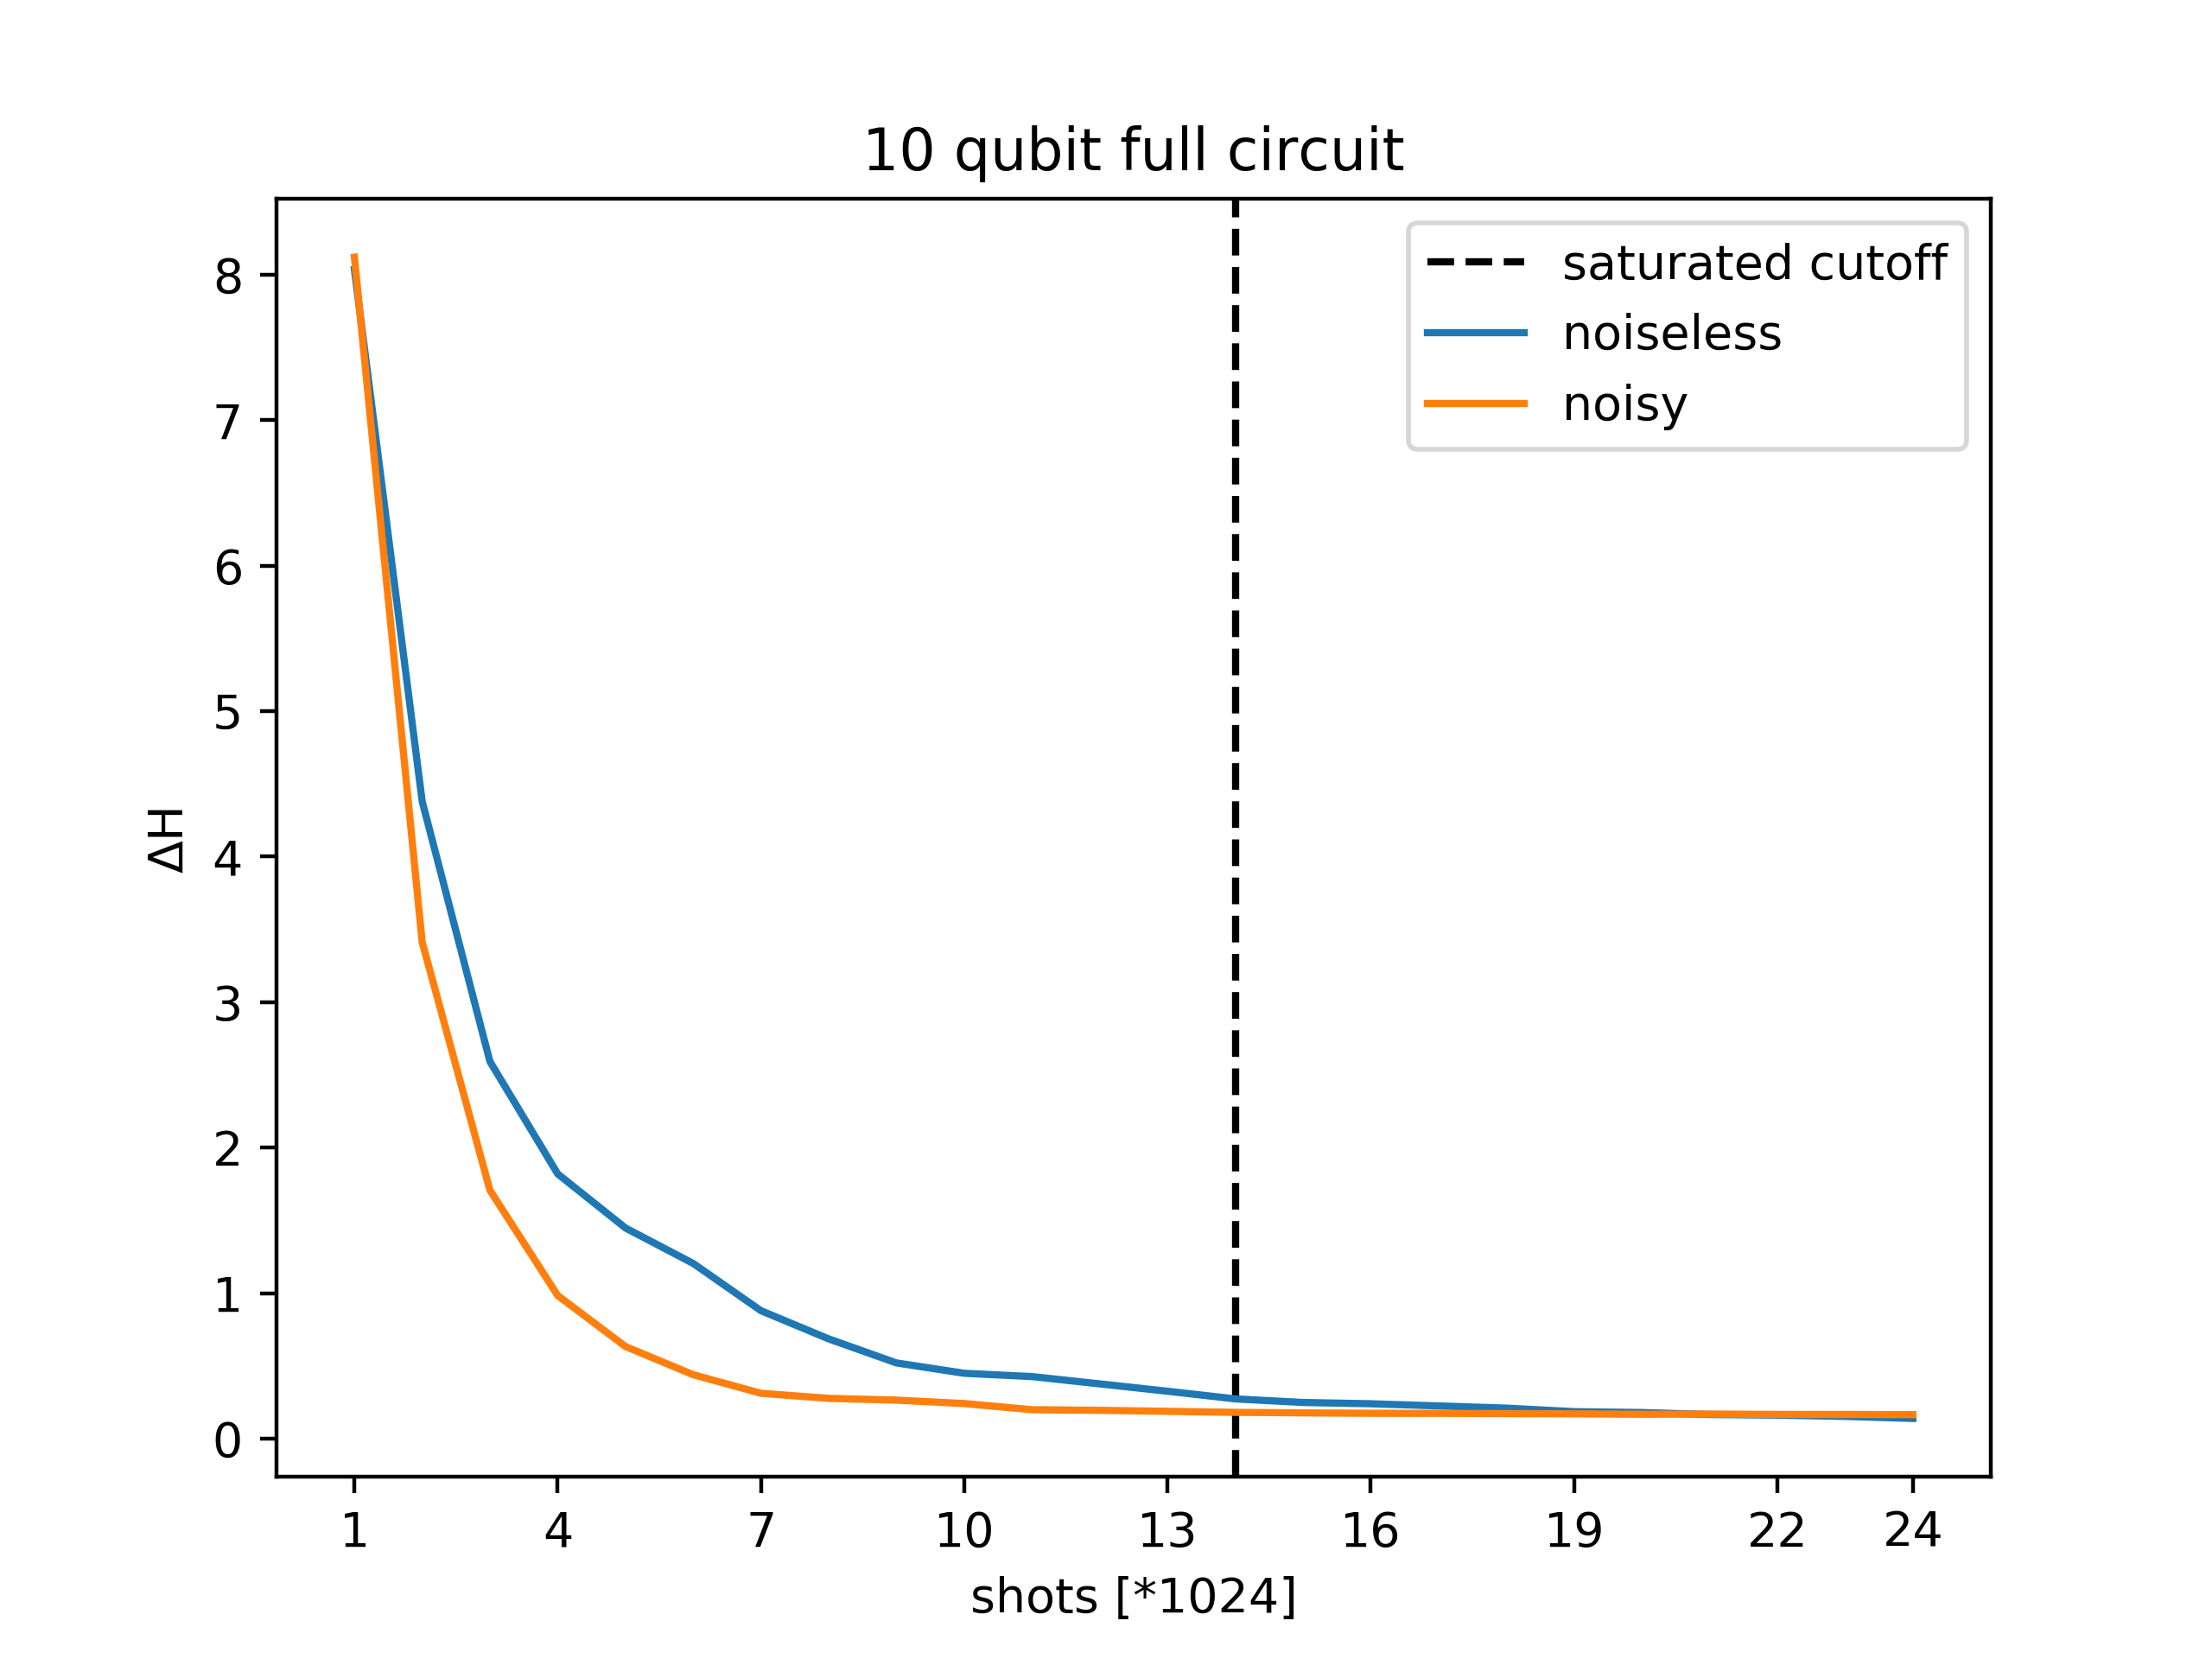 10 qubit full circuit
saturated cutoff
noiseless
noisy
8
7
6
5
4
3
2
1
0
ΔH
1 4 7 10 13 16 19 22 24
shots [*1024]